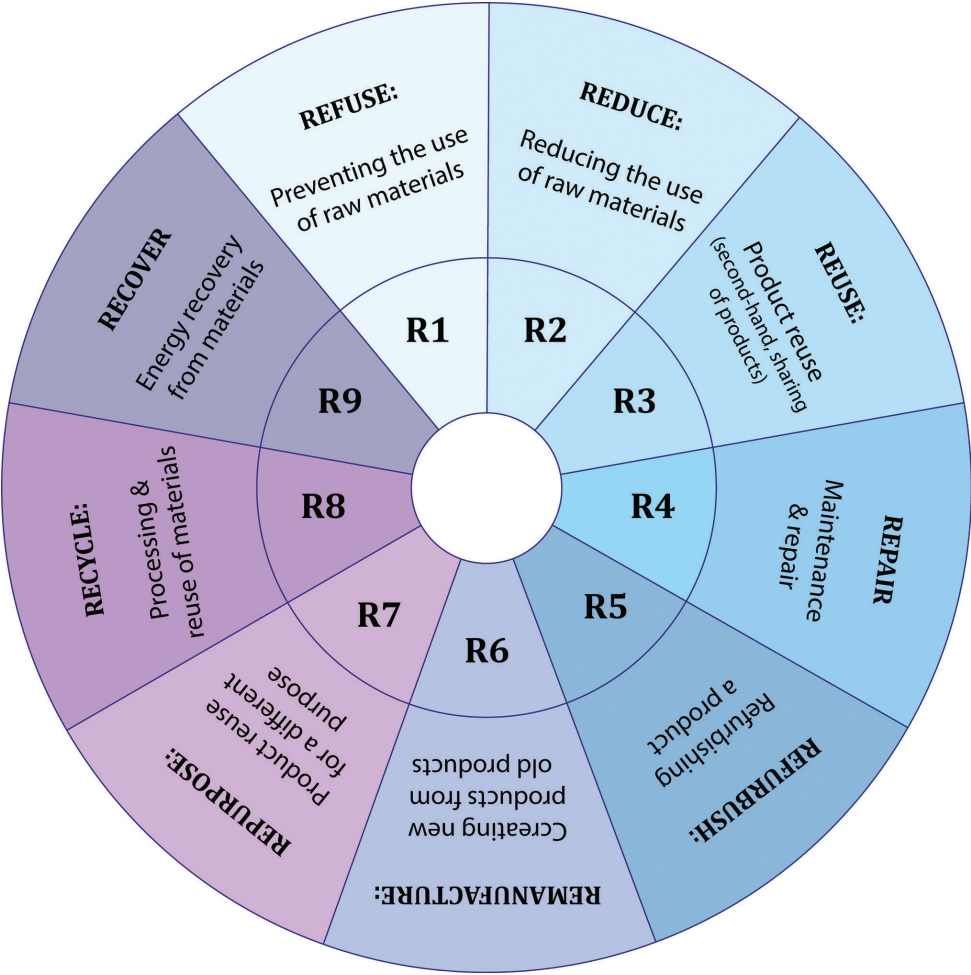 R1
REFUSE:
Preventing the use
of raw materials
R2
REDUCE:
Reducing the use
of raw materials
R3
REUSE:
Product reuse
(second-hand, sharing
of products)
R4
REPAIR
Maintenance
& repair
R5
REFURBUSH:
Refurbishing
a product
R6
REMANUFACTURE:
Ccreating new
products from
old products
R7
REPURPOSE:
Product reuse
for a different
purpose
R8
RECYCLE:
Processing &
reuse of materials
R9
RECOVER
Energy recovery
from materials